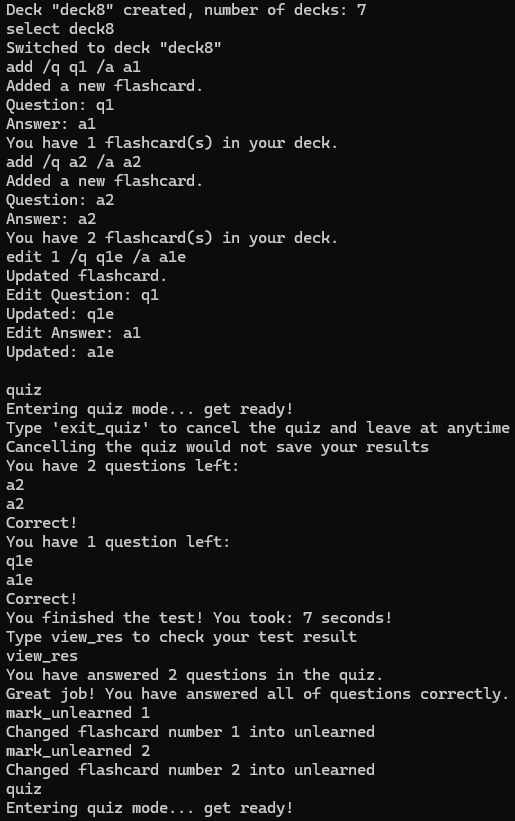 Deck "deck8" created, number of decks: 7
select deck8
Switched to deck "deck8"
add /q q1 /a a1
Added a new flashcard.
Question: q1
Answer: a1
You have 1 flashcard(s) in your deck.
add /q a2 /a a2
Added a new flashcard.
Question: a2
Answer: a2
You have 2 flashcard(s) in your deck.
edit 1 /q q1e /a a1e
Updated flashcard.
Edit Question: q1
Updated: q1e
Edit Answer: a1
Updated: a1e
quiz
Entering quiz mode... get ready!
Type 'exit_quiz' to cancel the quiz and leave at anytime
Cancelling the quiz would not save your results
You have 2 questions left:
a2
a2
Correct!
You have 1 question left:
q1e
a1e
Correct!
You finished the test! You took: 7 seconds!
Type view_res to check your test result
view_res
You have answered 2 questions in the quiz.
Great job! You have answered all of questions correctly.
mark_unlearned 1
Changed flashcard number 1 into unlearned
mark_unlearned 2
Changed flashcard number 2 into unlearned
quiz
Entering quiz mode... get ready!